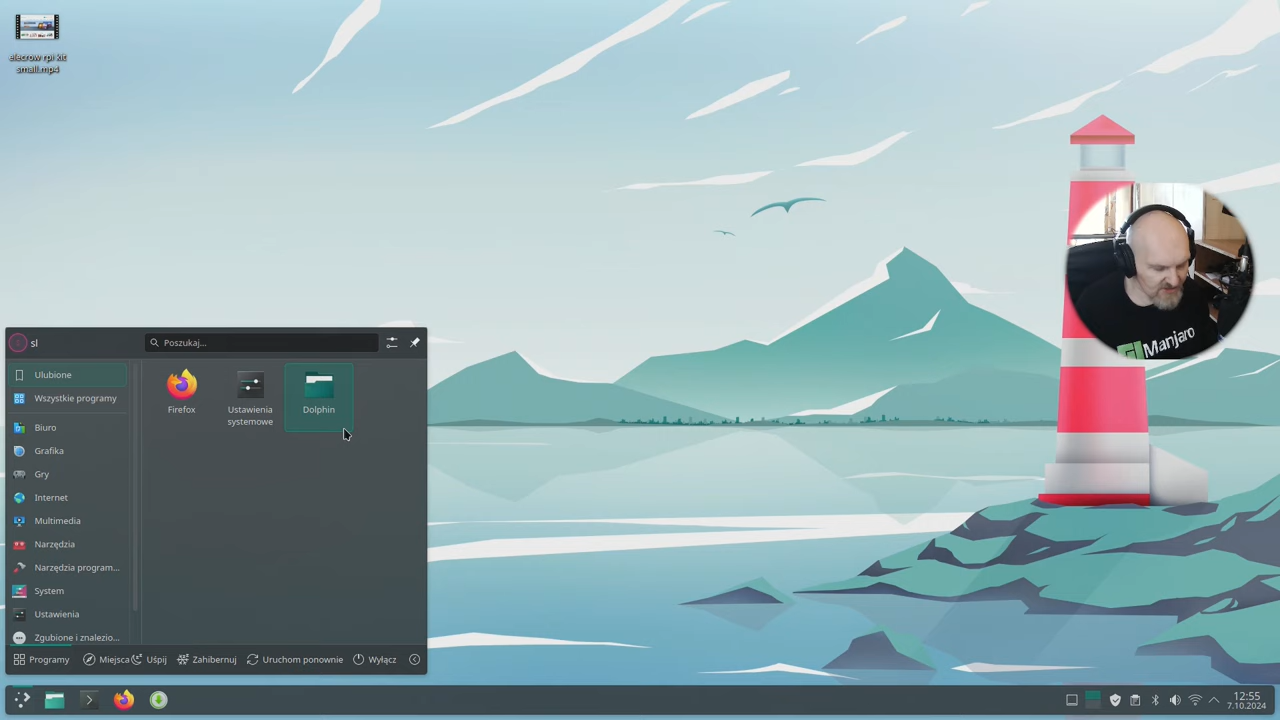 elecrow rpi kit
small.mp4
sl
Poszukaj...
Ulubione
Wszystkie programy
Biuro
Grafika
Gry
Internet
Multimedia
Narzędzia
Narzędzia program...
System
Ustawienia
Zgubione i znalezio...
Firefox
Ustawienia
systemowe
Dolphin
Manjaro
Programy
Miejsca
Uśpij
Zahibernuj
Uruchom ponownie
Wyłącz
12:55
7.10.2024